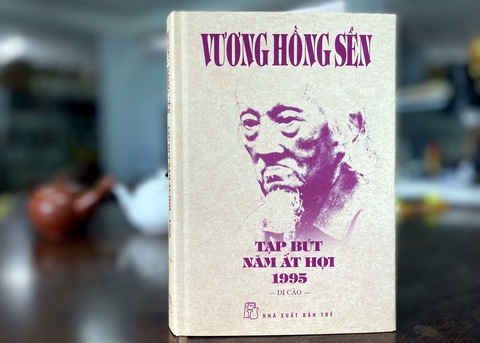 VƯƠNG HỒNG SỂN
TẠP BÚT
NĂM ẤT HỢI
1995
— DI CẢO —
NHÀ XUẤT BẢN TRẺ